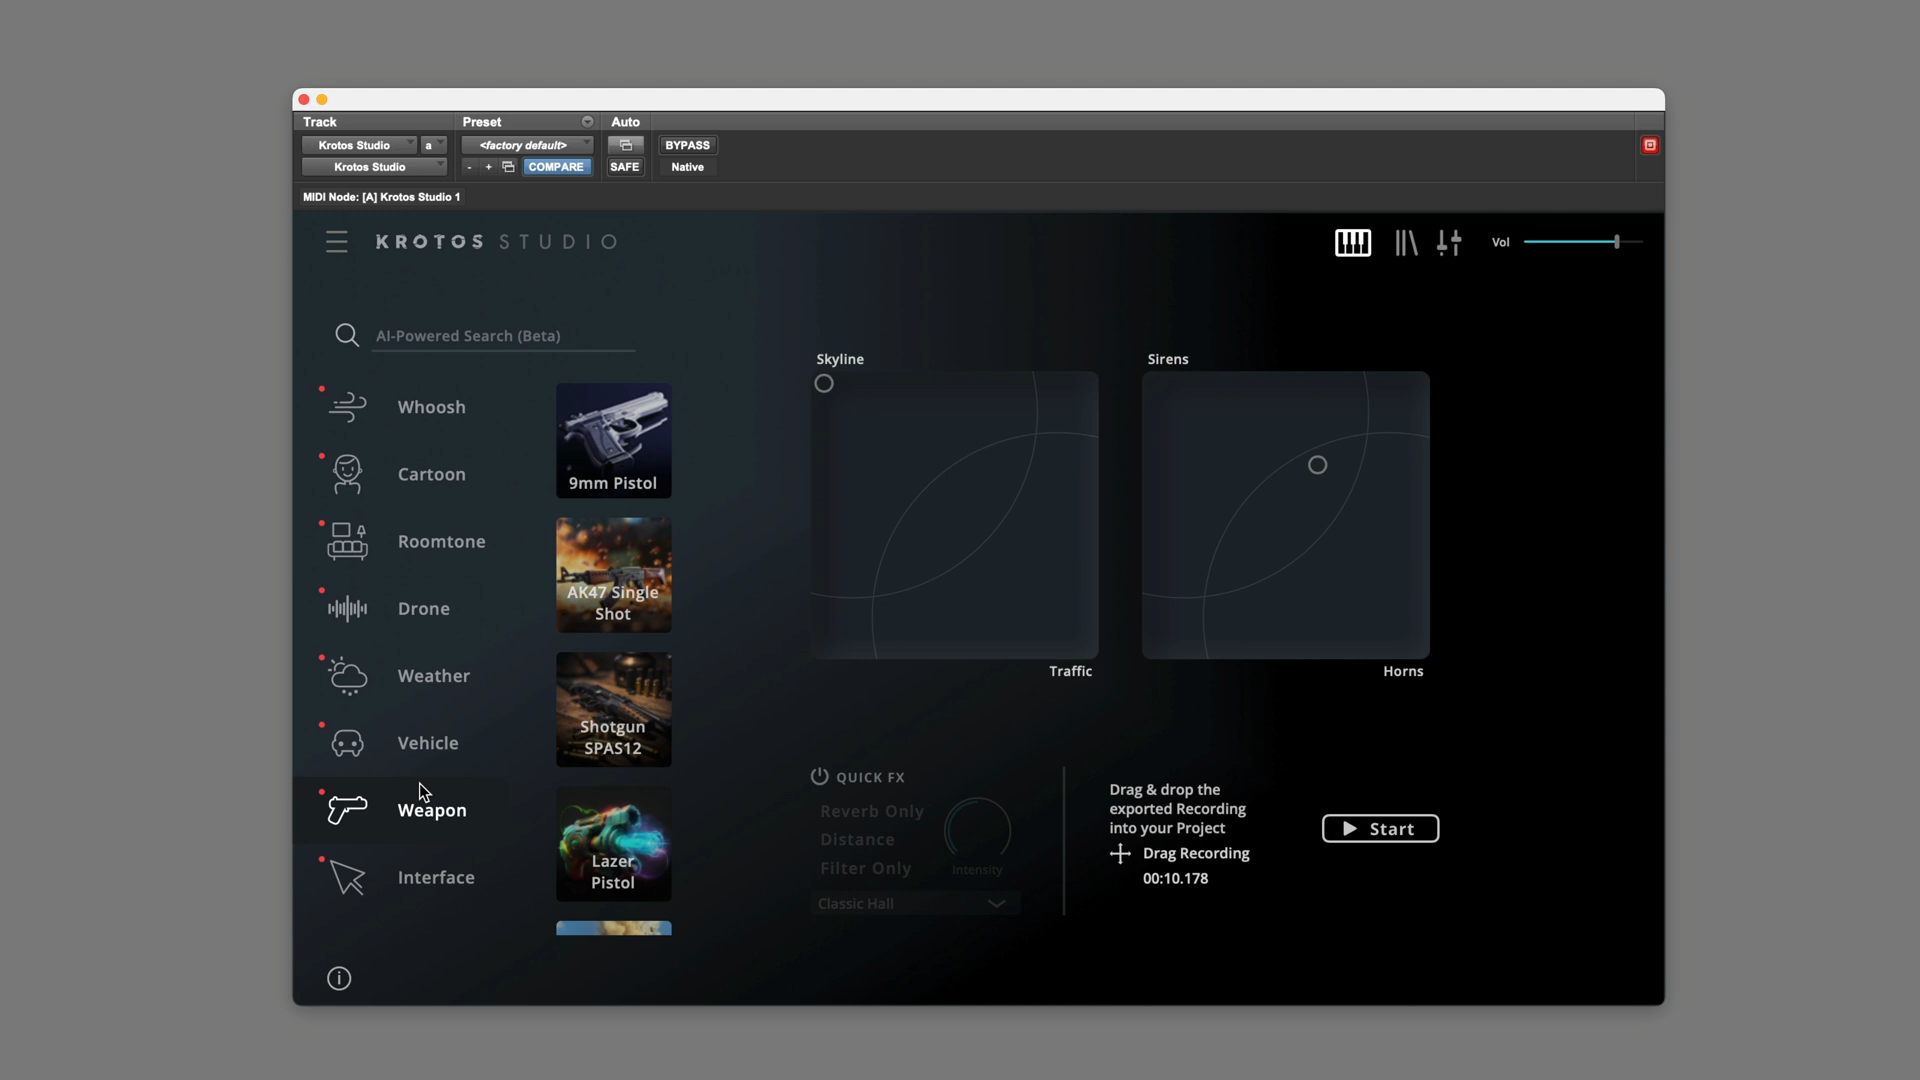 Track
Preset
Auto
Krotos Studio
a
<factory default>
BYPASS
Krotos Studio
- +
COMPARE
SAFE
Native
MIDI Node: [A] Krotos Studio 1
KROTOS STUDIO
Vol
AI-Powered Search (Beta)
Whoosh
Cartoon
Roomtone
Drone
Weather
Vehicle
Weapon
Interface
9mm Pistol
AK47 Single
Shot
Shotgun
SPAS12
Lazer
Pistol
Skyline
Traffic
Sirens
Horns
QUICK FX
Reverb Only
Distance
Filter Only
Intensity
Classic Hall
Drag & drop the
exported Recording
into your Project
Drag Recording
00:10.178
Start